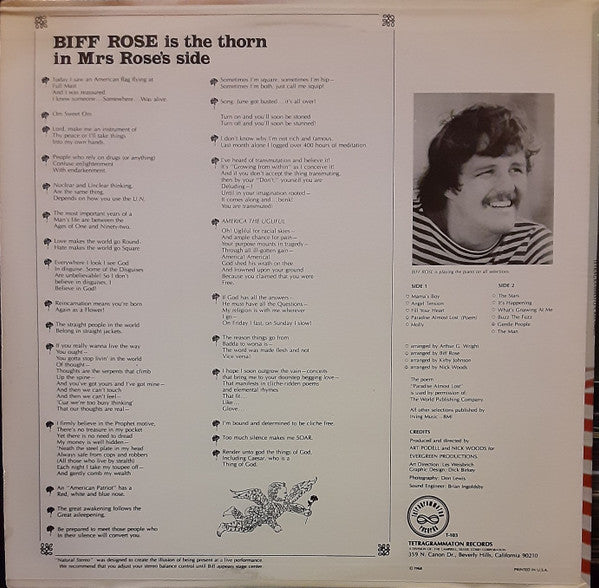 BIFF ROSE is the thorn
in Mrs Rose's side
Today I saw an American flag flying at
Full Mast
And I was reassured.
I knew someone... Somewhere... Was alive.
Om Sweet Om
Lord, make me an instrument of
Thy peace or I'll take things
Into my own hands.
People who rely on drugs (or anything)
Confuse enlightenment
With endarkenment.
Nuclear and Unclear thinking,
Are the same thing.
Depends on how you use the U.N.
The most important years of a
Man's life are between the
Ages of One and Ninety-two.
Love makes the world go Round.
Hate makes the world go Square.
Everywhere I look I see God
In disguise. Some of the Disguises
Are unbelievable! So I don't
believe in disguises. I
Believe in God!
Reincarnation means you're born
Again as a Flower!
The straight people in the world
Belong in straight jackets.
If you really wanna live the way
You ought—
You gotta stop livin' in the world
Of thought—
Thoughts are the serpents that climb
Up the spine—
And you've got yours and I've got mine—
And then we can't touch
And then we can't feel—
'Cuz we're too busy thinking
That our thoughts are real—
I firmly believe in the Prophet motive,
There's no treasure in my pocket
Yet there is no need to dread
My money is well hidden—
'Neath the steel plate in my head
Always safe from cops and robbers
(All those who live by stealth)
Each night I take my toupee off—
And gently comb my wealth
An "American Patriot" has a
Red, white and blue nose.
The great awakening follows the
Great asleepening.
Be prepared to meet those people who
in their silence will convert you.
Sometimes I'm square, sometimes I'm hip—
Sometimes I'm both, just call me squip!
Song: June got busted ... it's all over!
Turn on and you'll soon be stoned
Turn off and you'll soon be stunned!
I don't know why I'm not rich and famous.
Last month alone I logged over 400 hours of meditation.
I've heard of transmutation and believe it!
It's "Growing from within" as I conceive it!
And if you don't accept the thing transmuting,
then by your "Don't," yourself you are
Deluding—!
Until in your imagination rooted—
It comes along and... bonk!
You are transmuted!
AMERICA THE UGLIFUL
Oh! Ugliful for racial skies—
And ample chance for pain—
Your purpose mounts in tragedy—
Through all ill-gotten gain—
America! America!
God shed his wrath on thee
And frowned upon your ground
Because you claimed that you were
Free.
If God has all the answers—
He must have all the Questions—
My religion is with me wherever
I go—
On Friday I fast, on Sunday I slow!
The reason things go from
Badda to worsa is—
The word was made flesh and not
Vice versa!
I hope I soon outgrow the vain—conceits
that bring me to your doorstep begging love—
That manifests in cliche-ridden poetry
and elemental rhymes
That fit...
Like...
Glove...
I'm bound and determined to be cliche free.
Too much silence makes me SOAR.
Render unto god the things of God.
Including Caesar, who is a
Thing of God.
BIFF ROSE is playing the piano on all selections.
SIDE 1
Mama's Boy
Angel Tension
Fill Your Heart
Paradise Almost Lost (Poem)
Molly
SIDE 2
The Stars
It's Happening
What's Gnawing At Me
Buzz The Fuzz
Gentle People
The Man
arranged by Arthur G. Wright
arranged by Biff Rose
arranged by Kirby Johnson
arranged by Nick Woods
The poem
"Paradise Almost Lost"
is used by permission of:
The World Publishing Company
All other selections published by
Irving Music - BMI
CREDITS
Produced and directed by
ART PODELL and NICK WOODS for
EVERGREEN PRODUCTIONS
Art Direction: Les Weisbrich
Graphic Design: Dick Birkey
Photography: Don Lewis
Sound Engineer: Brian Ingoldsby
TETRAGRAMMATON
RECORDS
T-103
TETRAGRAMMATON RECORDS
A DIVISION OF THE CAMPBELL, SILVER, COSBY CORPORATION
359 N. Canon Dr., Beverly Hills, California 90210
© 1968
PRINTED IN U.S.A.
"Natural Stereo" was designed to create the illusion of being present at a live performance.
We recommend that you adjust your stereo balance control until Biff appears stage center.